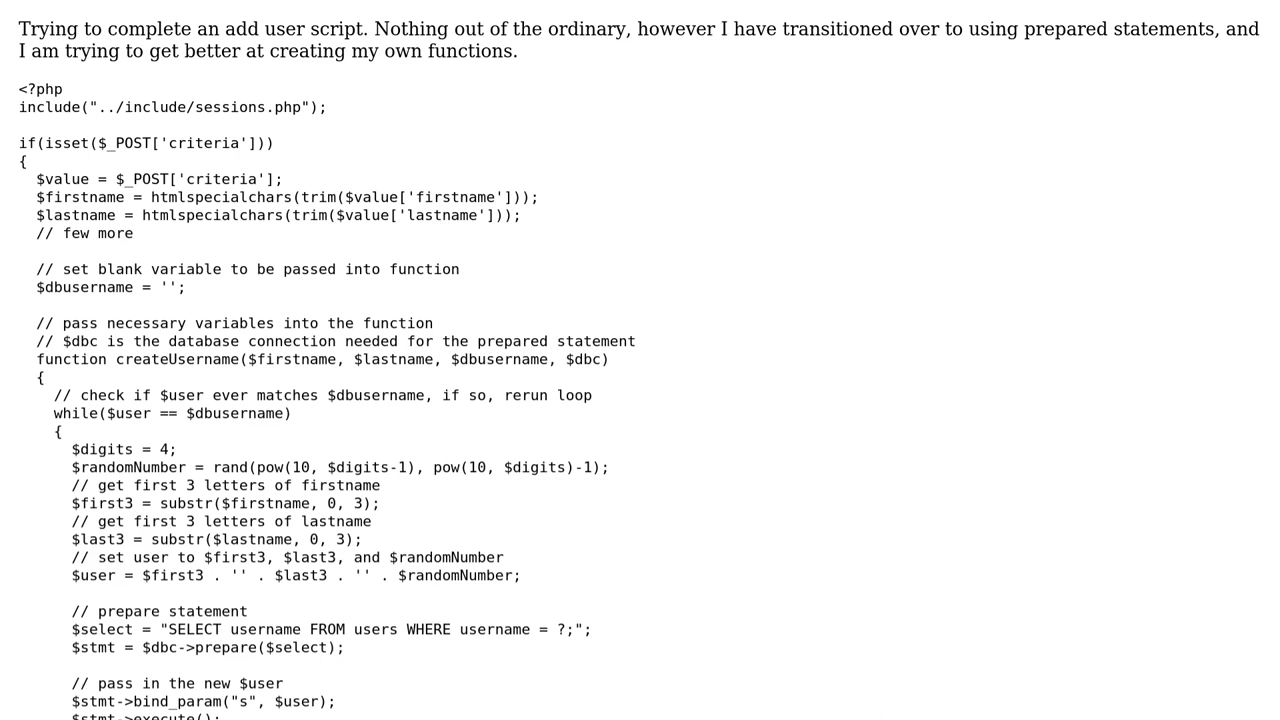 Trying to complete an add user script. Nothing out of the ordinary, however I have transitioned over to using prepared statements, and
I am trying to get better at creating my own functions.
<?php
include("../include/sessions.php");
if(isset($_POST['criteria']))
{
  $value = $_POST['criteria'];
  $firstname = htmlspecialchars(trim($value['firstname']));
  $lastname = htmlspecialchars(trim($value['lastname']));
  // few more
  // set blank variable to be passed into function
  $dbusername = '';
  // pass necessary variables into the function
  // $dbc is the database connection needed for the prepared statement
  function createUsername($firstname, $lastname, $dbusername, $dbc)
  {
    // check if $user ever matches $dbusername, if so, rerun loop
    while($user == $dbusername)
    {
      $digits = 4;
      $randomNumber = rand(pow(10, $digits-1), pow(10, $digits)-1);
      // get first 3 letters of firstname
      $first3 = substr($firstname, 0, 3);
      // get first 3 letters of lastname
      $last3 = substr($lastname, 0, 3);
      // set user to $first3, $last3, and $randomNumber
      $user = $first3 . '' . $last3 . '' . $randomNumber;
      // prepare statement
      $select = "SELECT username FROM users WHERE username = ?;";
      $stmt = $dbc->prepare($select);
      // pass in the new $user
      $stmt->bind_param("s", $user);
      $stmt->execute();